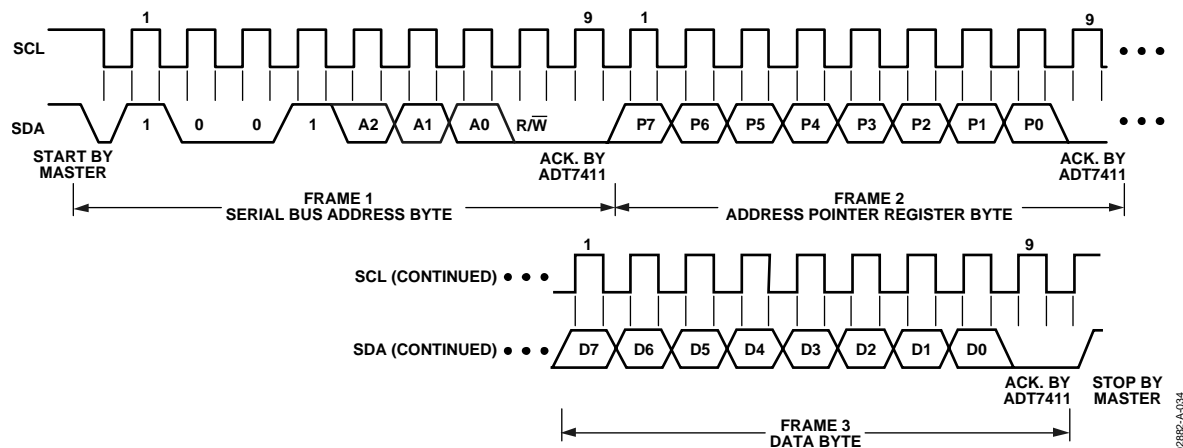 1 9 1 9
SCL
SDA 1 0 0 1 A2 A1 A0 R/W̅ P7 P6 P5 P4 P3 P2 P1 P0
START BY
MASTER
ACK. BY
ADT7411
ACK. BY
ADT7411
FRAME 1
SERIAL BUS ADDRESS BYTE
FRAME 2
ADDRESS POINTER REGISTER BYTE
1 9
SCL (CONTINUED)
SDA (CONTINUED) D7 D6 D5 D4 D3 D2 D1 D0
ACK. BY
ADT7411
STOP BY
MASTER
FRAME 3
DATA BYTE